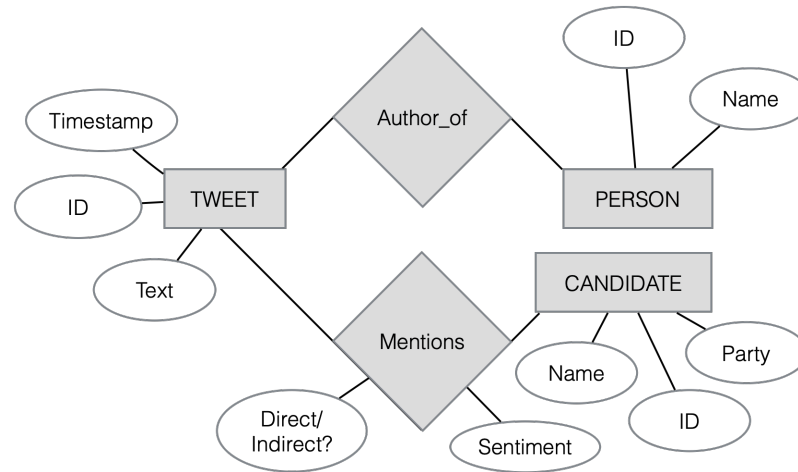 ID
Author_of
Name
Timestamp
TWEET
PERSON
ID
Text
CANDIDATE
Mentions
Name
Party
ID
Direct/
Indirect?
Sentiment